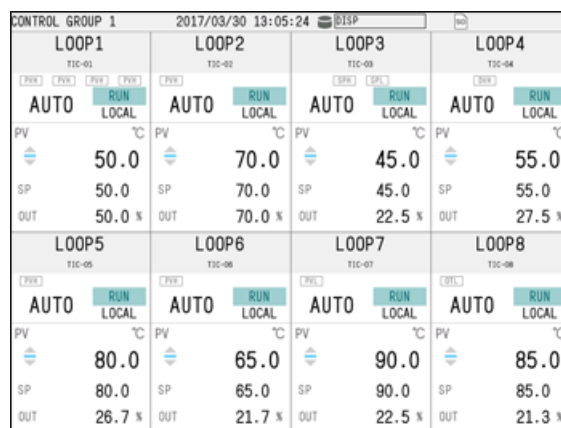 CONTROL GROUP 1 2017/03/30 13:05:24 DISP
LOOP1 LOOP2 LOOP3 LOOP4
TIC-01 TIC-02 TIC-03 TIC-04
PVH PVH PVH PVH PVH SPH SPL DVH
AUTO RUN AUTO RUN AUTO RUN AUTO RUN
LOCAL LOCAL LOCAL LOCAL
PV °C PV °C PV °C PV °C
50.0 70.0 45.0 55.0
SP 50.0 SP 70.0 SP 45.0 SP 55.0
OUT 50.0 % OUT 70.0 % OUT 22.5 % OUT 27.5 %
LOOP5 LOOP6 LOOP7 LOOP8
TIC-05 TIC-06 TIC-07 TIC-08
PVH PVH PVL OTL
AUTO RUN AUTO RUN AUTO RUN AUTO RUN
LOCAL LOCAL LOCAL LOCAL
PV °C PV °C PV °C PV °C
80.0 65.0 90.0 85.0
SP 80.0 SP 65.0 SP 90.0 SP 85.0
OUT 26.7 % OUT 21.7 % OUT 22.5 % OUT 21.3 %